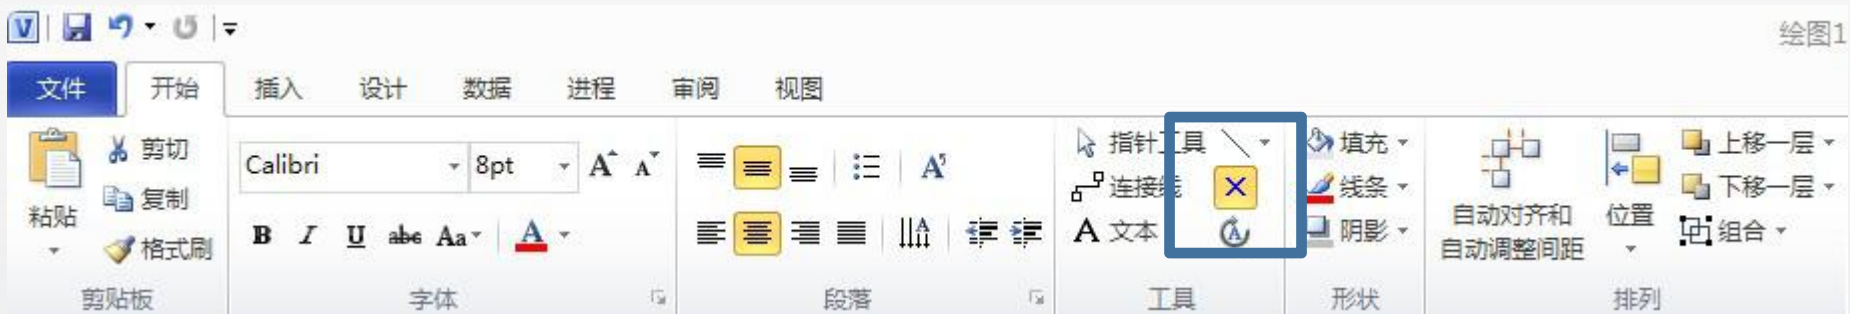 绘图1
文件 开始 插入 设计 数据 进程 审阅 视图
粘贴 剪切 复制 格式刷
Calibri 8pt A A
B I U abc Aa A
A
指针工具
连接线
A 文本
填充
线条
阴影
自动对齐和
自动调整间距
位置
上移一层
下移一层
组合
剪贴板 字体 段落 工具 形状 排列